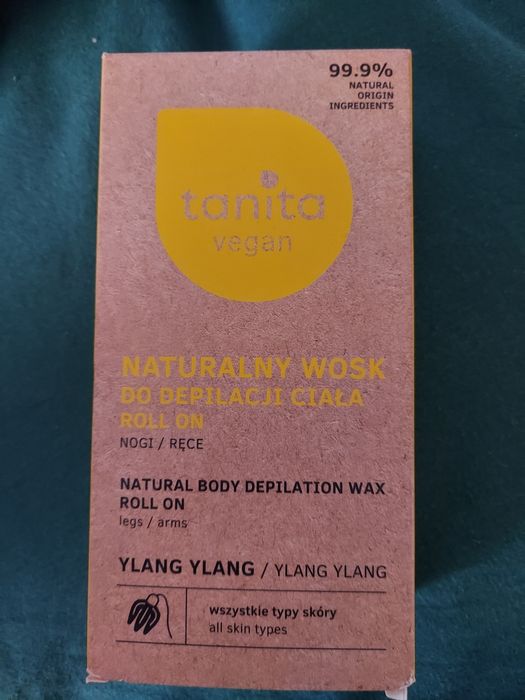 99.9%
NATURAL
ORIGIN
INGREDIENTS
tanita
vegan
NATURALNY WOSK
DO DEPILACJI CIAŁA
ROLL ON
NOGI / RĘCE
NATURAL BODY DEPILATION WAX
ROLL ON
legs / arms
YLANG YLANG / YLANG YLANG
wszystkie typy skóry
all skin types